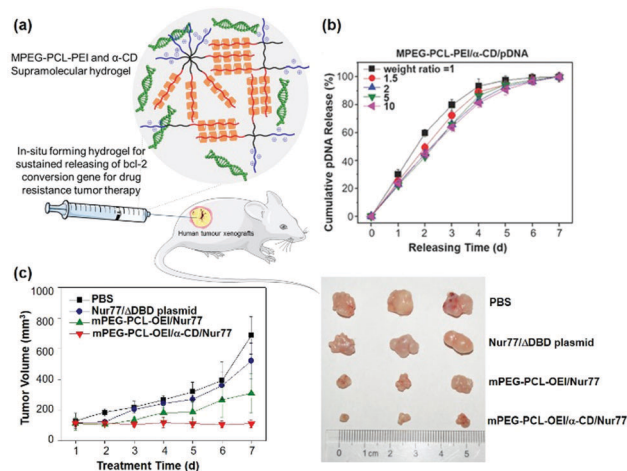 (a)
MPEG-PCL-PEI and α-CD
Supramolecular hydrogel
In-situ forming hydrogel for
sustained releasing of bcl-2
conversion gene for drug
resistance tumor therapy
Human tumour xenografts
(b)
MPEG-PCL-PEI/α-CD/pDNA
weight ratio =1
1.5
2
5
10
Cumulative pDNA Release (%)
100
80
60
40
20
0
0 1 2 3 4 5 6 7
Releasing Time (d)
(c)
PBS
Nur77/ΔDBD plasmid
mPEG-PCL-OEI/Nur77
mPEG-PCL-OEI/α-CD/Nur77
Tumor Volume (mm³)
1000
800
600
400
200
0
1 2 3 4 5 6 7
Treatment Time (d)
PBS
Nur77/ΔDBD plasmid
mPEG-PCL-OEI/Nur77
mPEG-PCL-OEI/α-CD/Nur77
0 1cm 2 3 4 5